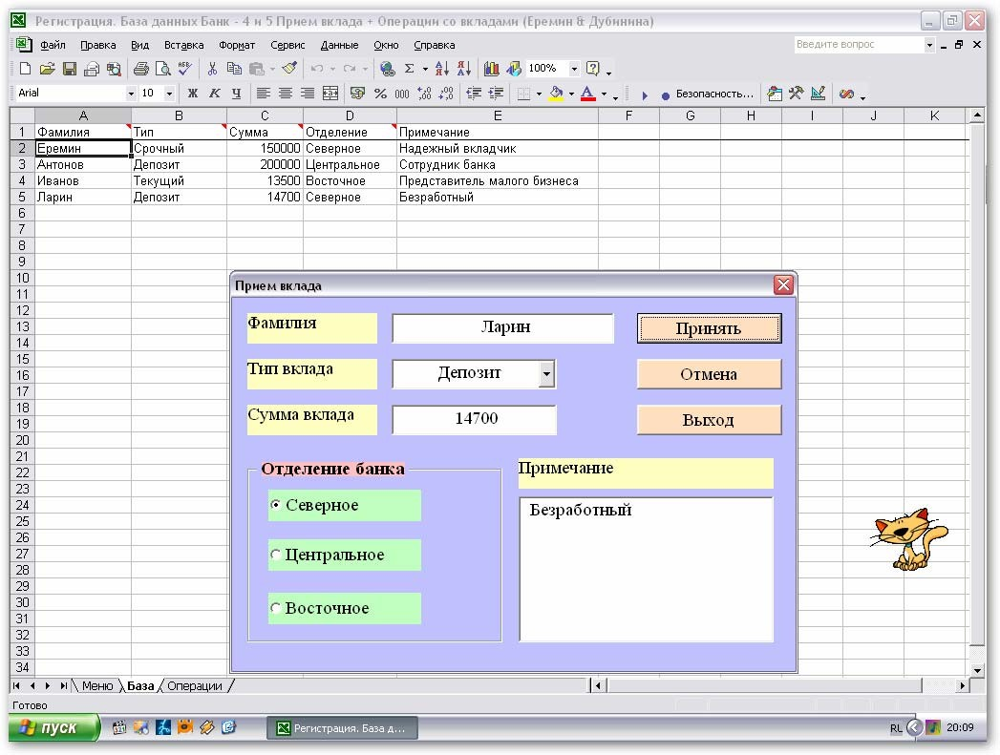 Регистрация. База данных Банк - 4 и 5 Прием вклада + Операции со вкладами (Еремин & Дубинина)
Файл Правка Вид Вставка Формат Сервис Данные Окно Справка Введите вопрос
100%
Arial 10 Ж К Ч % 000 А Безопасность...
A B C D E F G H I J K
1 Фамилия Тип Сумма Отделение Примечание
2 Еремин Срочный 150000 Северное Надежный вкладчик
3 Антонов Депозит 200000 Центральное Сотрудник банка
4 Иванов Текущий 13500 Восточное Представитель малого бизнеса
5 Ларин Депозит 14700 Северное Безработный
6
7
8
9
10
11
12
13
14
15
16
17
18
19
20
21
22
23
24
25
26
27
28
29
30
31
32
33
34
Прием вклада
Фамилия Ларин Принять
Тип вклада Депозит Отмена
Сумма вклада 14700 Выход
Отделение банка Примечание
Северное Безработный
Центральное
Восточное
Меню База Операции
Готово
пуск Регистрация. База д... RL 20:09